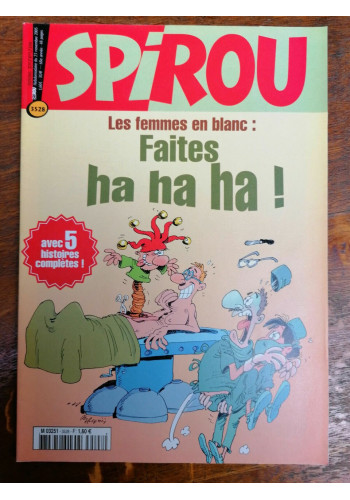 SPIROU
3528
Les femmes en blanc :
Faites
ha ha ha !
avec 5
histoires
complètes !